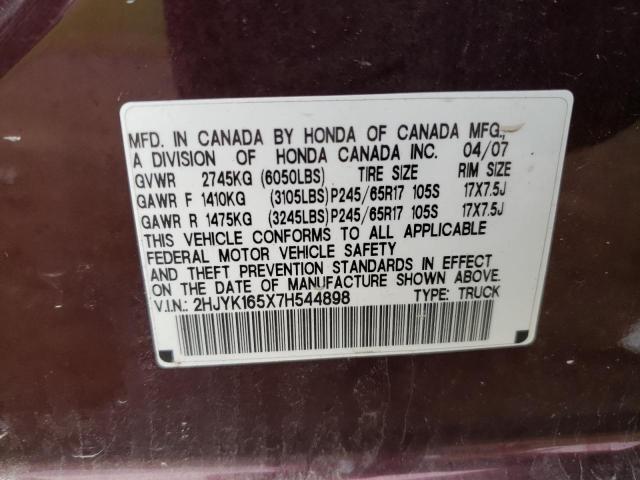 MFD. IN CANADA BY HONDA OF CANADA MFG.,
A DIVISION OF HONDA CANADA INC. 04/07
GVWR 2745KG (6050LBS) TIRE SIZE RIM SIZE
GAWR F 1410KG (3105LBS) P245/65R17 105S 17X7.5J
GAWR R 1475KG (3245LBS) P245/65R17 105S 17X7.5J
THIS VEHICLE CONFORMS TO ALL APPLICABLE
FEDERAL MOTOR VEHICLE SAFETY
AND THEFT PREVENTION STANDARDS IN EFFECT
ON THE DATE OF MANUFACTURE SHOWN ABOVE.
V.I.N.: 2HJYK165X7H544898 TYPE: TRUCK